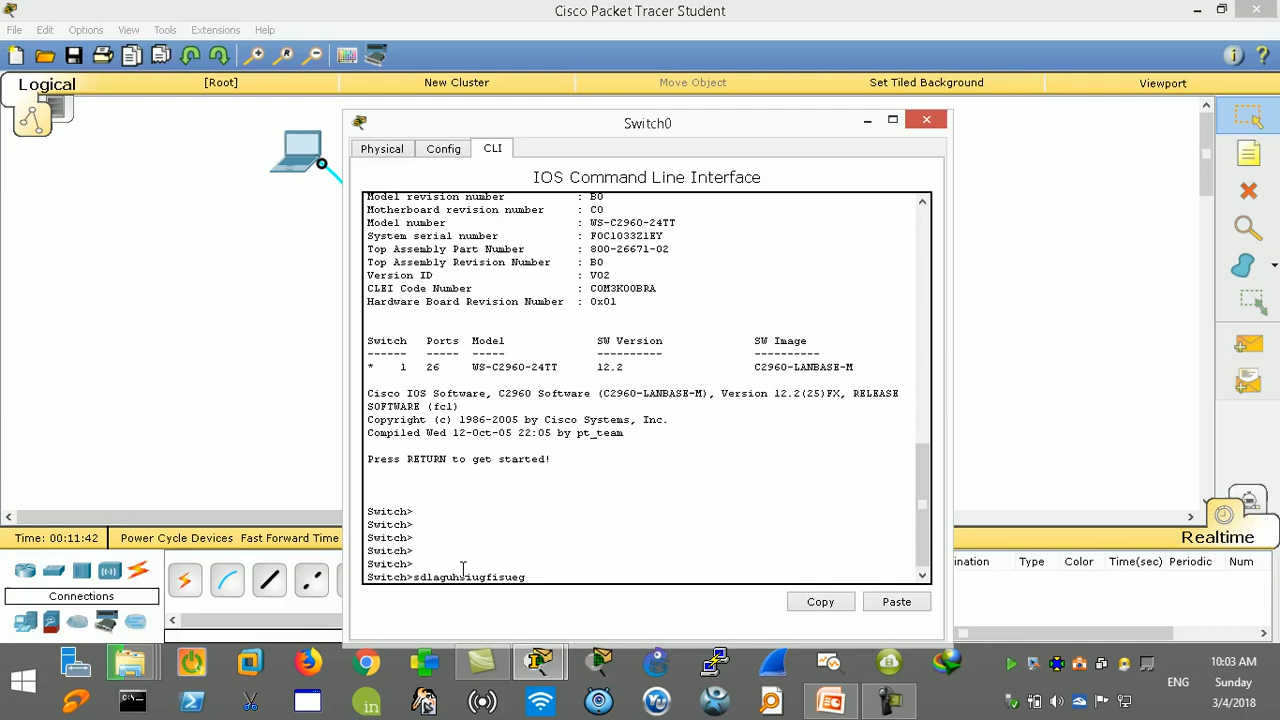 Cisco Packet Tracer Student
File Edit Options View Tools Extensions Help
Logical [Root] New Cluster Move Object Set Tiled Background Viewport
Switch0
Physical Config CLI
IOS Command Line Interface
Model revision number : B0
Motherboard revision number : C0
Model number : WS-C2960-24TT
System serial number : FOC1033Z1EY
Top Assembly Part Number : 800-26671-02
Top Assembly Revision Number : B0
Version ID : V02
CLEI Code Number : COM3K00BRA
Hardware Board Revision Number : 0x01
Switch Ports Model SW Version SW Image
------ ----- ----- ---------- ----------
* 1 26 WS-C2960-24TT 12.2 C2960-LANBASE-M
Cisco IOS Software, C2960 Software (C2960-LANBASE-M), Version 12.2(25)FX, RELEASE
SOFTWARE (fc1)
Copyright (c) 1986-2005 by Cisco Systems, Inc.
Compiled Wed 12-Oct-05 22:05 by pt_team
Press RETURN to get started!
Switch>
Switch>
Switch>
Switch>
Switch>
Switch>sdlaguhsiugfisueg
Copy Paste
Time: 00:11:42 Power Cycle Devices Fast Forward Time Realtime
Connections
ination Color Time(sec) Periodic Num
10:03 AM
ENG Sunday
3/4/2018